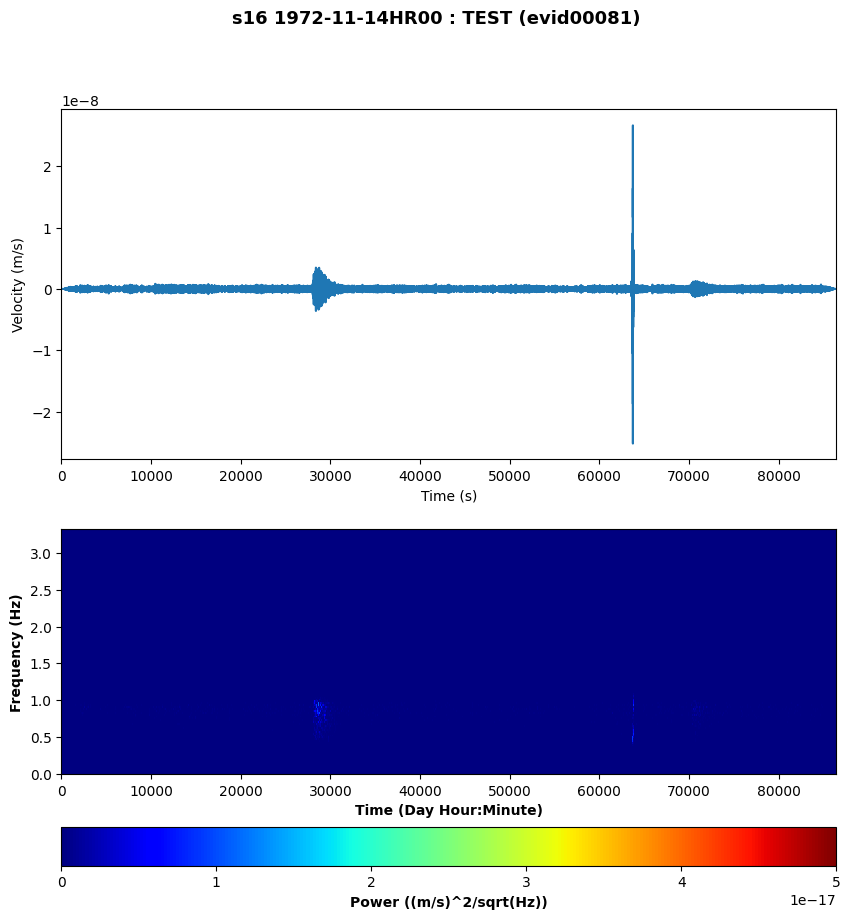 s16 1972-11-14HR00 : TEST (evid00081)
1e−8
2
1
0
−1
−2
Velocity (m/s)
0 10000 20000 30000 40000 50000 60000 70000 80000
Time (s)
3.0
2.5
2.0
1.5
1.0
0.5
0.0
Frequency (Hz)
0 10000 20000 30000 40000 50000 60000 70000 80000
Time (Day Hour:Minute)
0 1 2 3 4 5
1e−17
Power ((m/s)^2/sqrt(Hz))